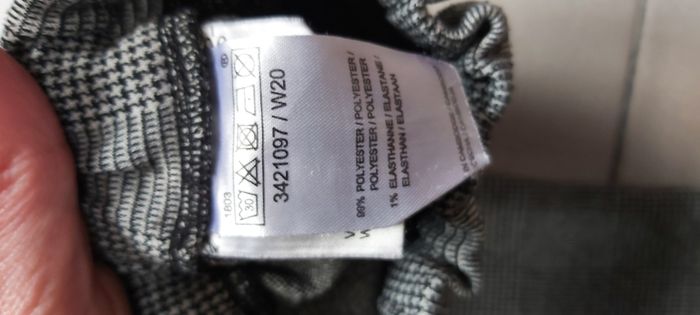 1803
30
3421097 / W20
99% POLYESTER / POLYESTER /
POLYESTER / POLYESTER
1% ELASTHANNE / ELASTANE /
ELASTHAN / ELASTAAN